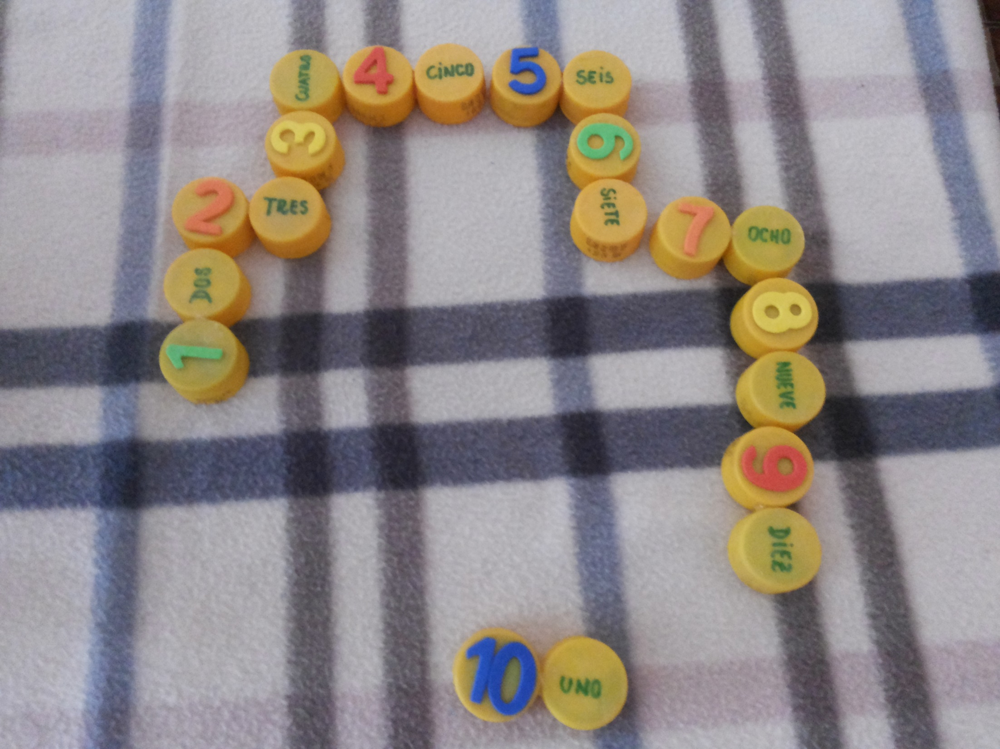 1
DOS
2
TRES
3
CUATRO
4
CINCO
5
SEIS
6
SIETE
7
OCHO
8
NUEVE
9
DIEZ
10
UNO